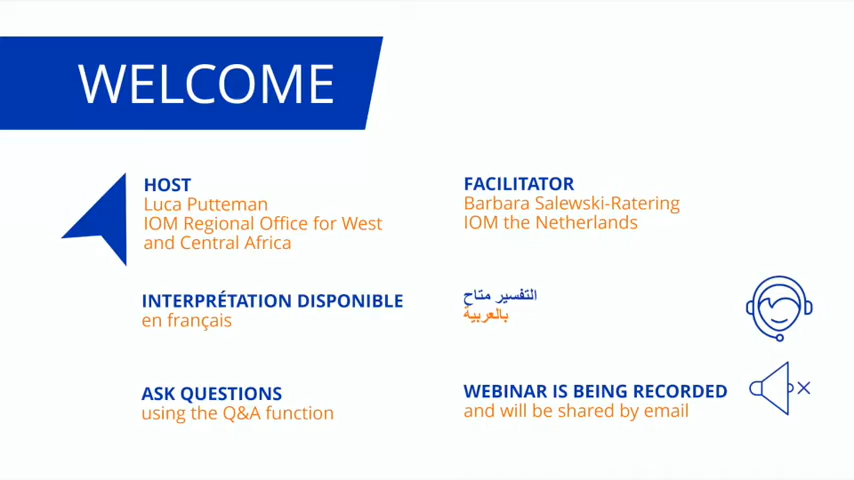 WELCOME
HOST
Luca Putteman
IOM Regional Office for West
and Central Africa
FACILITATOR
Barbara Salewski-Ratering
IOM the Netherlands
INTERPRÉTATION DISPONIBLE
en français
التفسير متاح
بالعربية
ASK QUESTIONS
using the Q&A function
WEBINAR IS BEING RECORDED
and will be shared by email